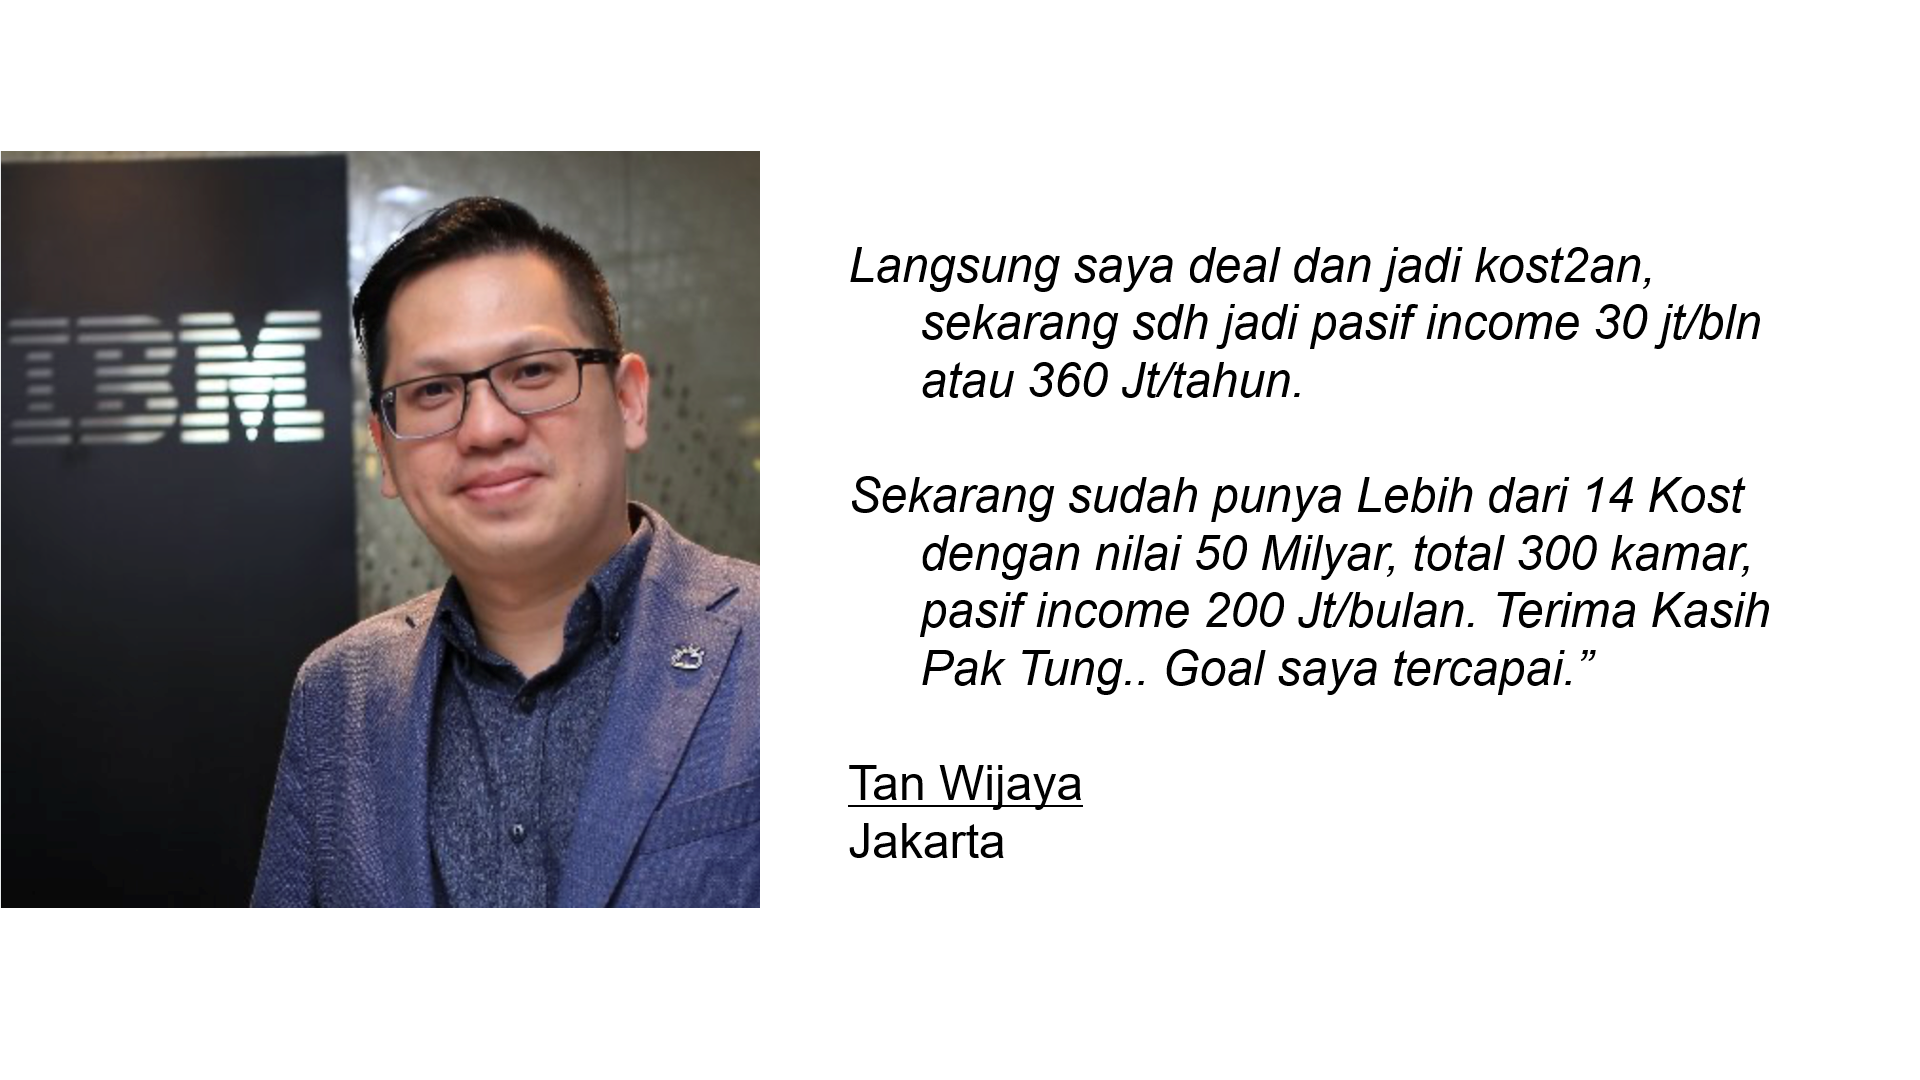 IBM
Langsung saya deal dan jadi kost2an,
sekarang sdh jadi pasif income 30 jt/bln
atau 360 Jt/tahun.
Sekarang sudah punya Lebih dari 14 Kost
dengan nilai 50 Milyar, total 300 kamar,
pasif income 200 Jt/bulan. Terima Kasih
Pak Tung.. Goal saya tercapai.”
Tan Wijaya
Jakarta